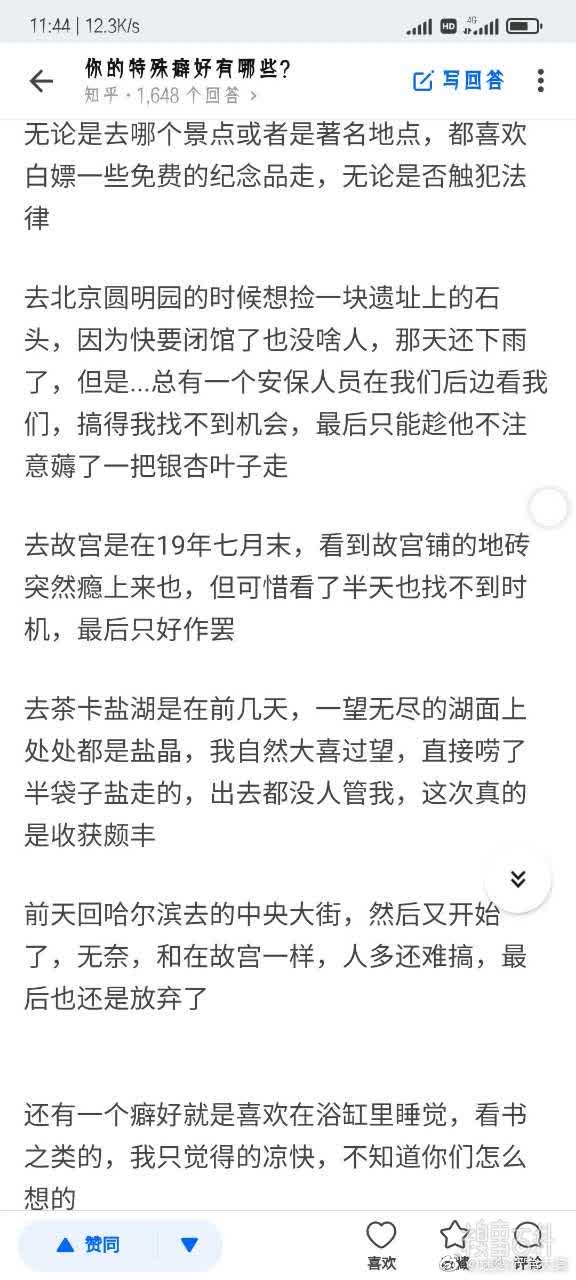 11:44 | 12.3K/s
HD 4G
你的特殊癖好有哪些?
知乎 · 1,648 个回答 >
写回答
无论是去哪个景点或者是著名地点，都喜欢
白嫖一些免费的纪念品走，无论是否触犯法
律
去北京圆明园的时候想捡一块遗址上的石
头，因为快要闭馆了也没啥人，那天还下雨
了，但是...总有一个安保人员在我们后边看我
们，搞得我找不到机会，最后只能趁他不注
意薅了一把银杏叶子走
去故宫是在19年七月末，看到故宫铺的地砖
突然瘾上来也，但可惜看了半天也找不到时
机，最后只好作罢
去茶卡盐湖是在前几天，一望无尽的湖面上
处处都是盐晶，我自然大喜过望，直接唠了
半袋子盐走的，出去都没人管我，这次真的
是收获颇丰
前天回哈尔滨去的中央大街，然后又开始
了，无奈，和在故宫一样，人多还难搞，最
后也还是放弃了
还有一个癖好就是喜欢在浴缸里睡觉，看书
之类的，我只觉得的凉快，不知道你们怎么
想的
赞同
喜欢
评论